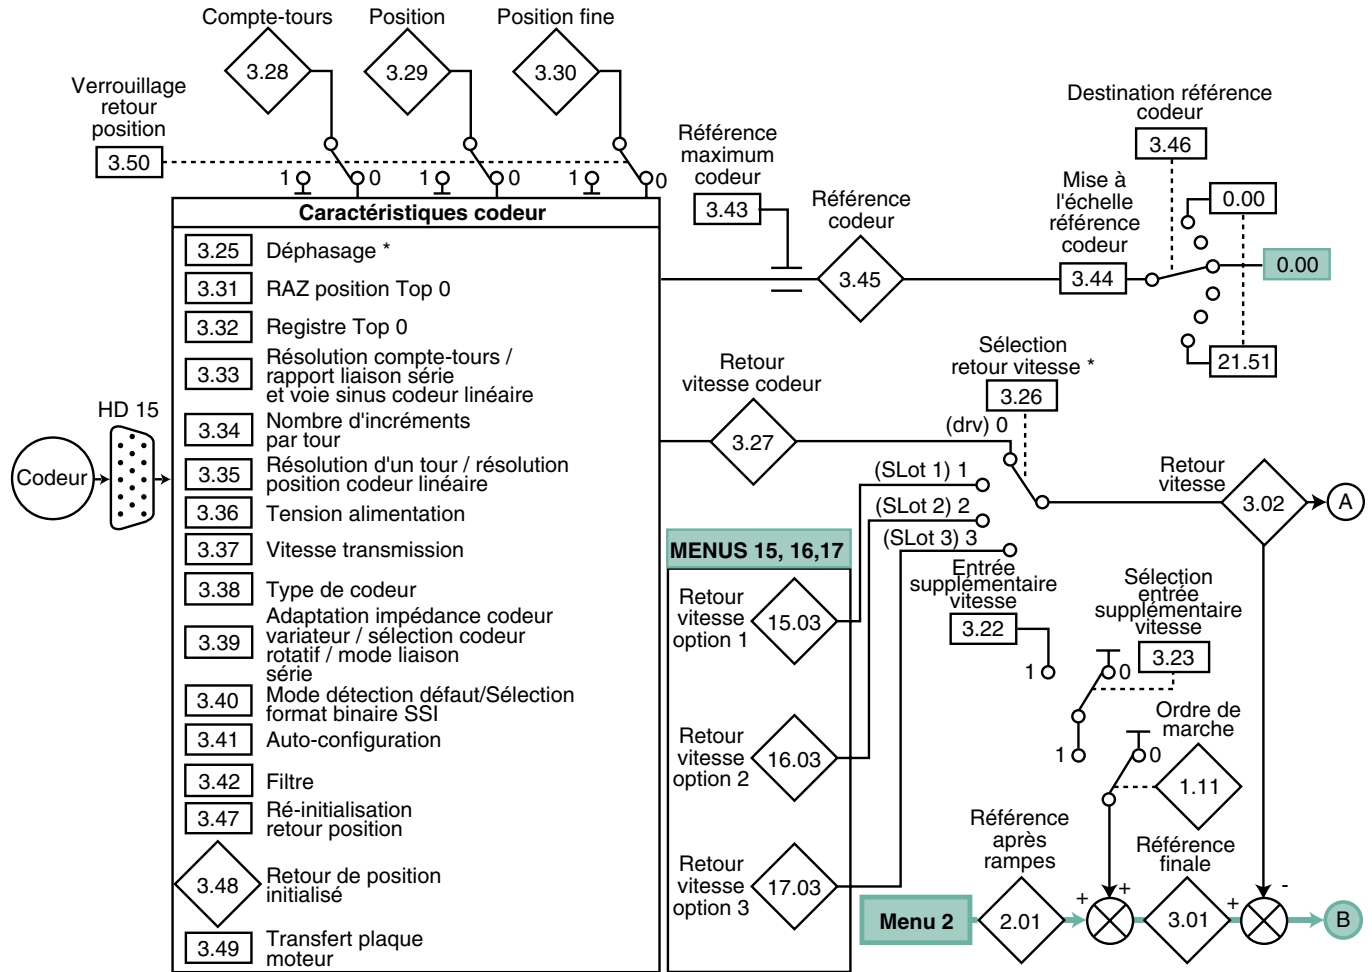 Compte-tours
Position
Position fine
3.28
3.29
3.30
Verrouillage
retour
position
3.50
1
0
1
0
1
0
Référence
maximum
codeur
3.43
Référence
codeur
3.45
Destination référence
codeur
3.46
Mise à
l'échelle
référence
codeur
3.44
0.00
0.00
21.51
Caractéristiques codeur
3.25 Déphasage *
3.31 RAZ position Top 0
3.32 Registre Top 0
3.33 Résolution compte-tours /
rapport liaison série
et voie sinus codeur linéaire
3.34 Nombre d'incréments
par tour
3.35 Résolution d'un tour / résolution
position codeur linéaire
3.36 Tension alimentation
3.37 Vitesse transmission
3.38 Type de codeur
3.39 Adaptation impédance codeur
variateur / sélection codeur
rotatif / mode liaison
série
3.40 Mode détection défaut/Sélection
format binaire SSI
3.41 Auto-configuration
3.42 Filtre
3.47 Ré-initialisation
retour position
3.48 Retour de position
initialisé
3.49 Transfert plaque
moteur
HD 15
Codeur
Retour
vitesse codeur
3.27
Sélection
retour vitesse *
3.26
(drv) 0
(SLot 1) 1
(SLot 2) 2
(SLot 3) 3
Retour
vitesse
3.02
A
MENUS 15, 16,17
Retour
vitesse
option 1
15.03
Retour
vitesse
option 2
16.03
Retour
vitesse
option 3
17.03
Entrée
supplémentaire
vitesse
3.22
1
0
Sélection
entrée
supplémentaire
vitesse
3.23
1
0
Ordre de
marche
1.11
Menu 2
Référence
après
rampes
2.01
+
+
Référence
finale
3.01
+
-
B